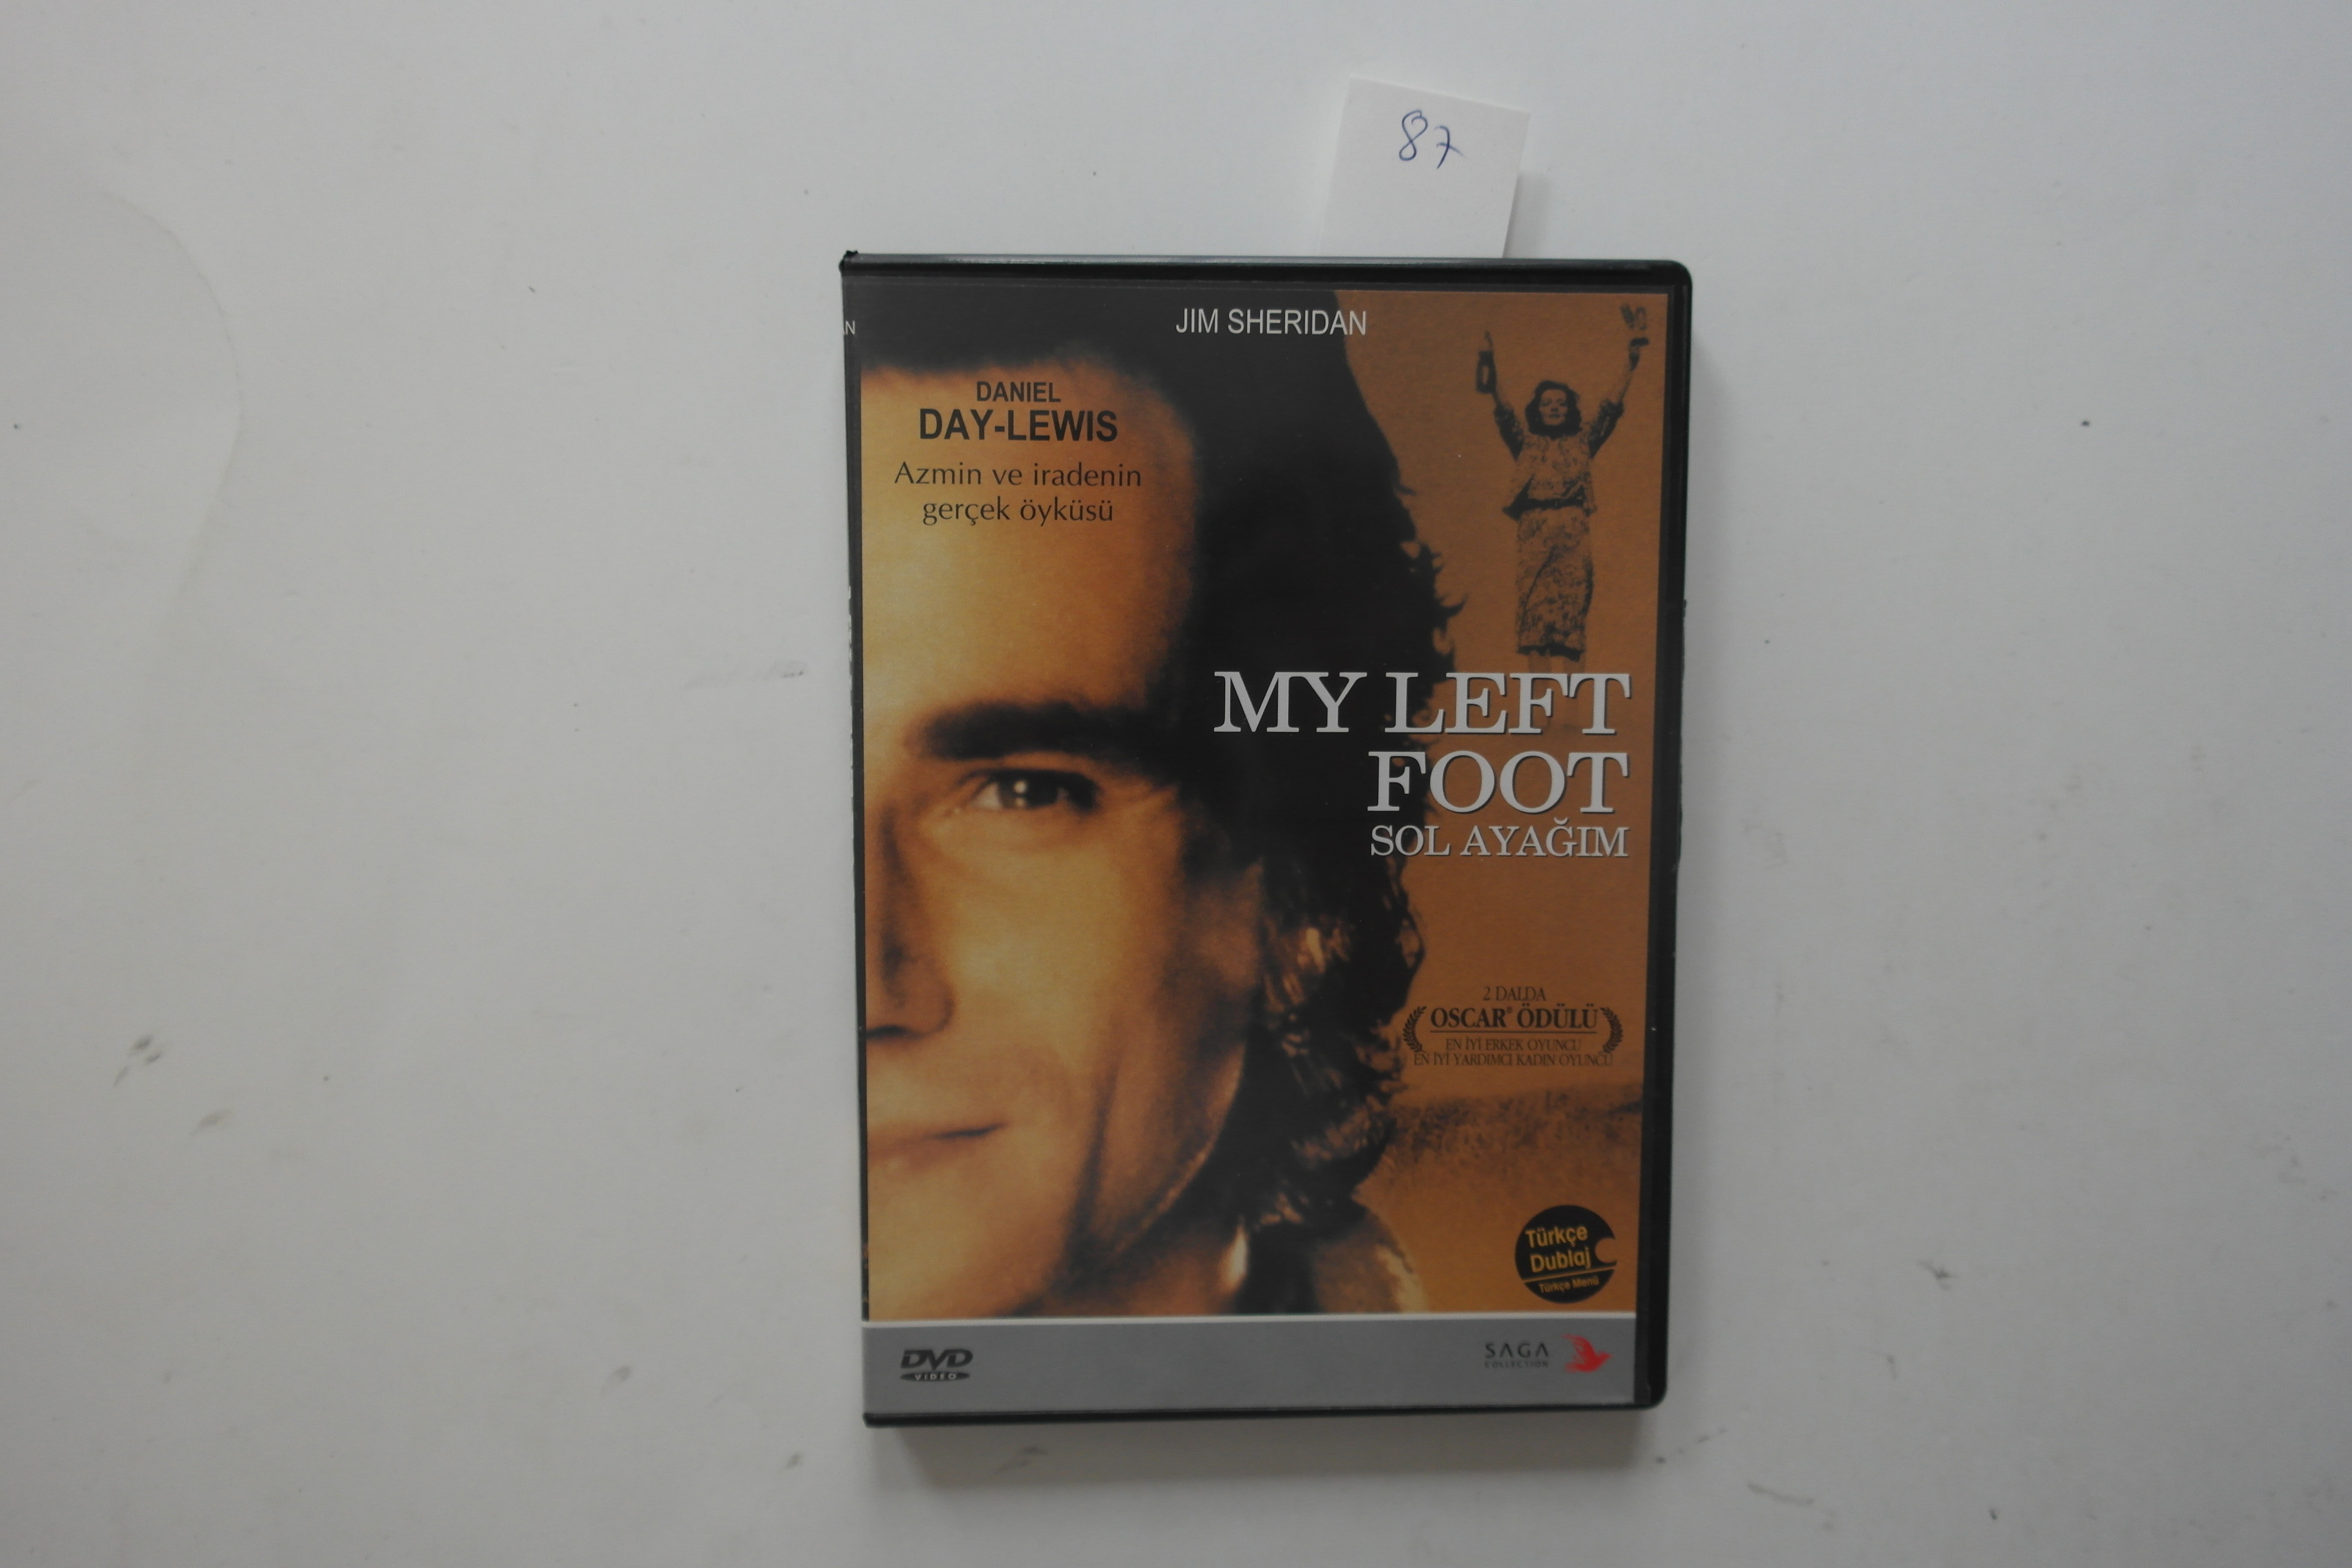 87
JIM SHERIDAN
DANIEL
DAY-LEWIS
Azmin ve iradenin
gerçek öyküsü
MY LEFT
FOOT
SOL AYAĞIM
2 DALDA
OSCAR® ÖDÜLÜ
EN İYİ ERKEK OYUNCU
EN İYİ YARDIMCI KADIN OYUNCU
Türkçe
Dublaj
Türkçe Menü
DVD
VIDEO
SAGA
COLLECTION